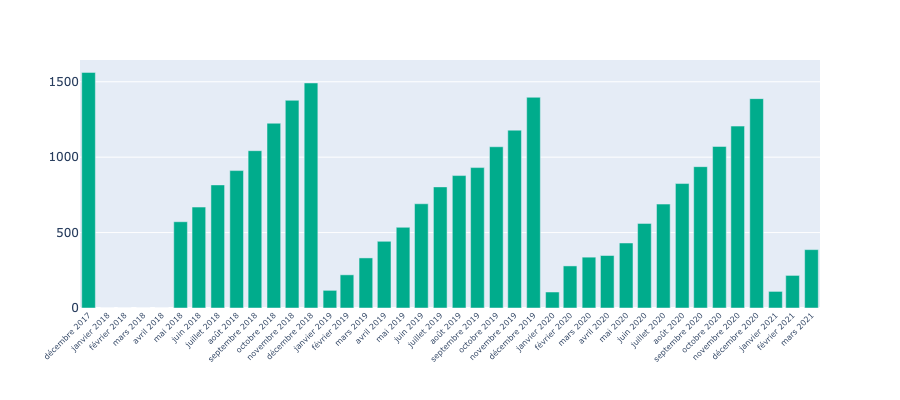 1500
1000
500
0
décembre 2017
janvier 2018
février 2018
mars 2018
avril 2018
mai 2018
juin 2018
juillet 2018
août 2018
septembre 2018
octobre 2018
novembre 2018
décembre 2018
janvier 2019
février 2019
mars 2019
avril 2019
mai 2019
juin 2019
juillet 2019
août 2019
septembre 2019
octobre 2019
novembre 2019
décembre 2019
janvier 2020
février 2020
mars 2020
avril 2020
mai 2020
juin 2020
juillet 2020
août 2020
septembre 2020
octobre 2020
novembre 2020
décembre 2020
janvier 2021
février 2021
mars 2021